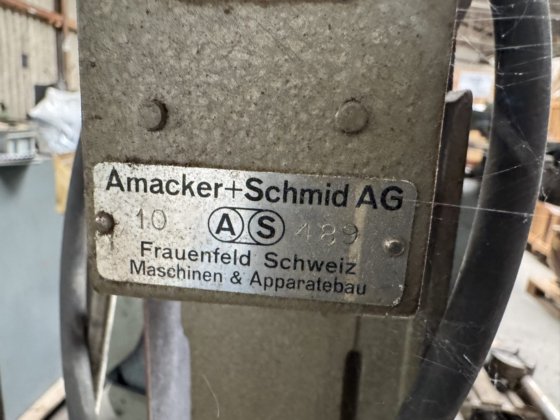 Amacker+Schmid AG
10 AS 489
Frauenfeld Schweiz
Maschinen & Apparatebau